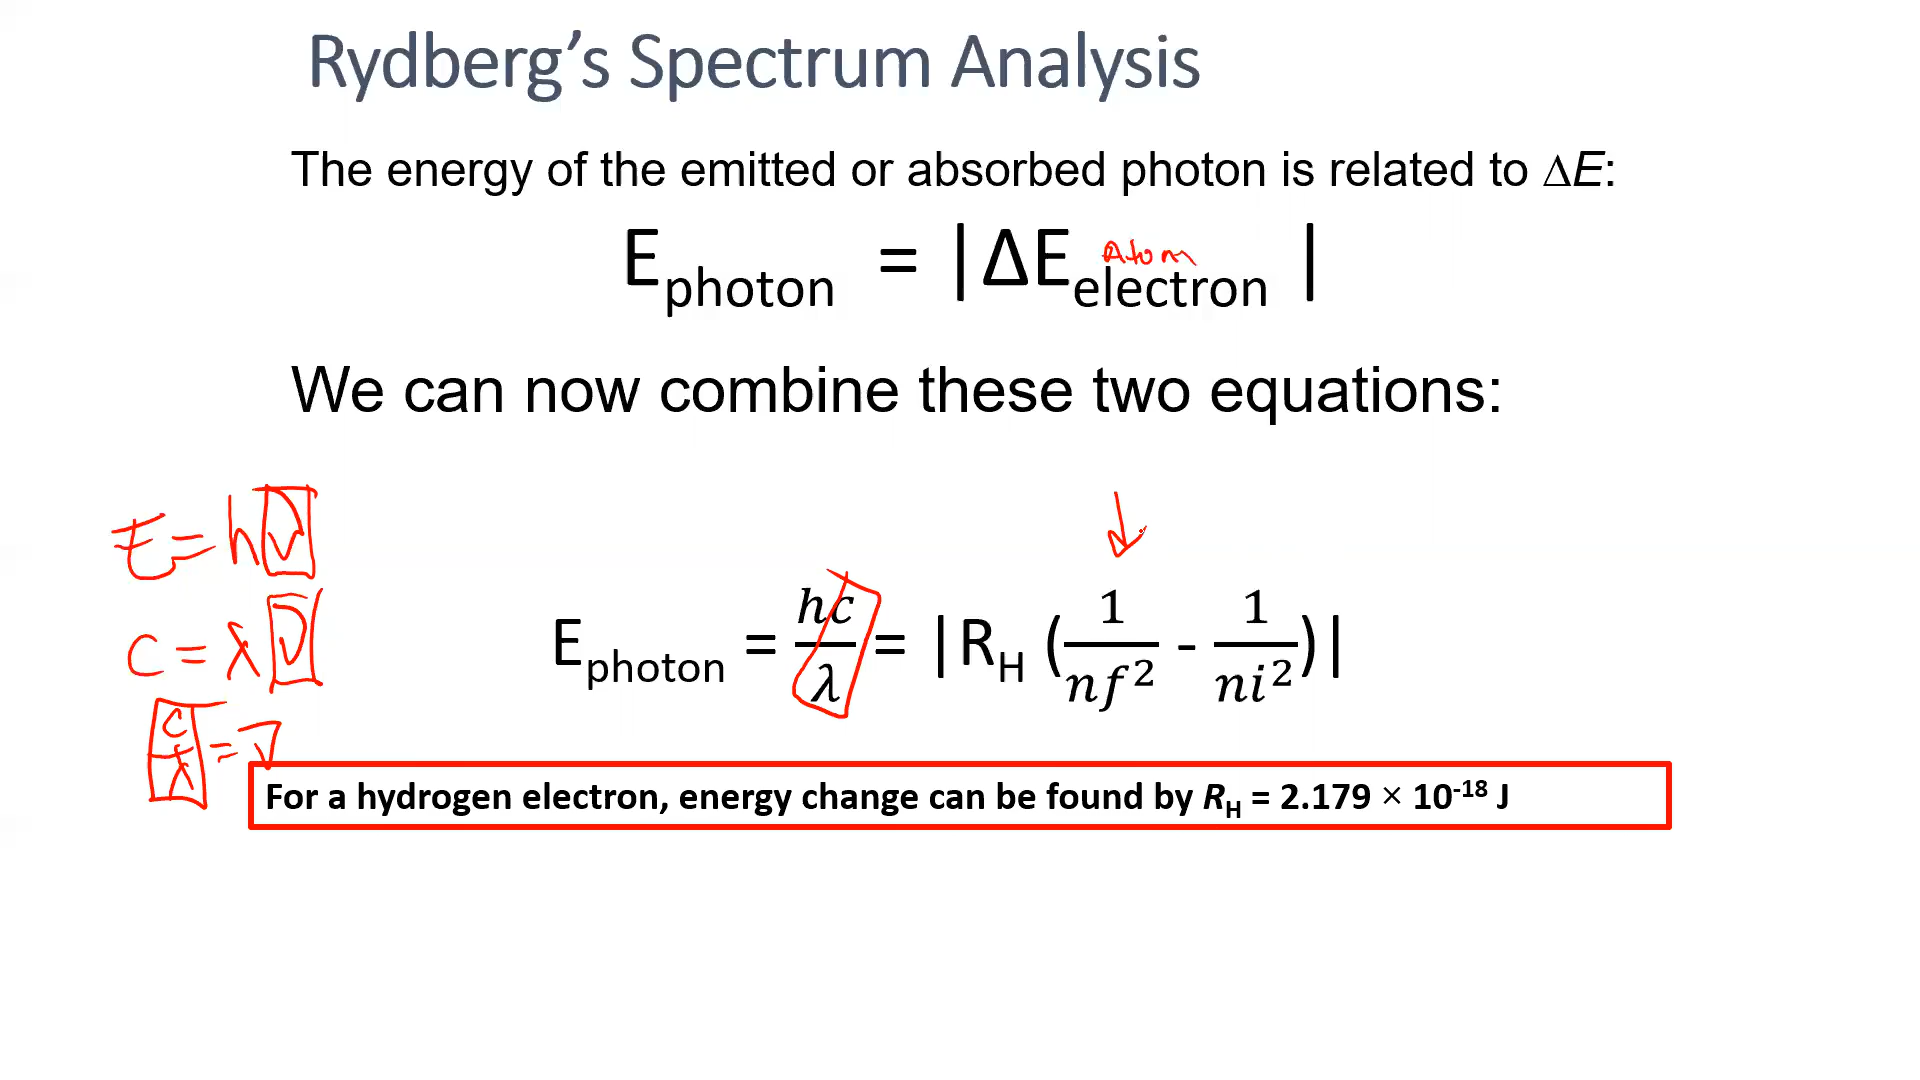 Rydberg's Spectrum Analysis
The energy of the emitted or absorbed photon is related to ΔE:
E_photon = |ΔE_electron |
Atom
We can now combine these two equations:
E = hν
c = λν
c/λ = ν
E_photon = hc/λ = |R_H (1/nf² - 1/ni²)|
For a hydrogen electron, energy change can be found by R_H = 2.179 × 10⁻¹⁸ J